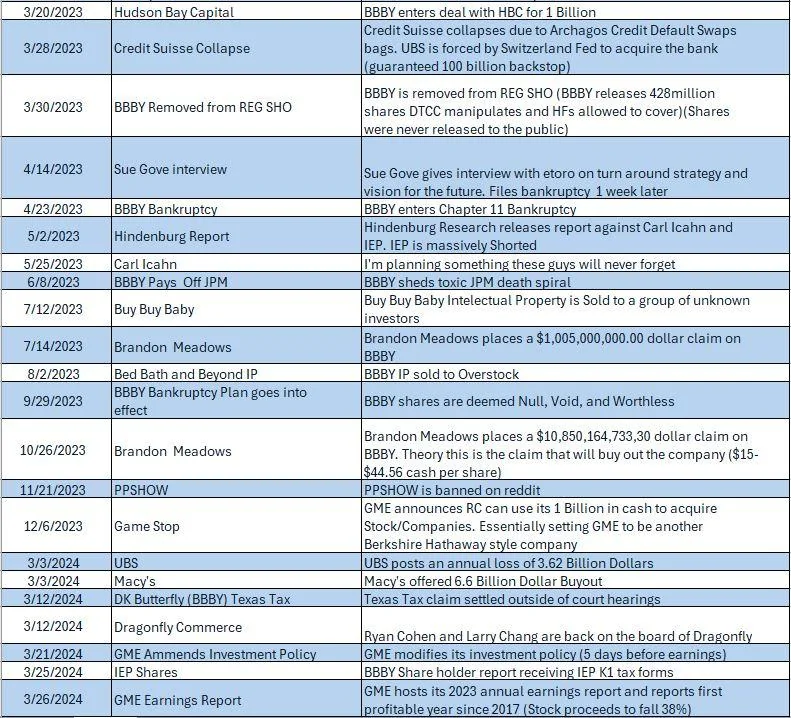 3/20/2023 Hudson Bay Capital BBBY enters deal with HBC for 1 Billion
3/28/2023 Credit Suisse Collapse Credit Suisse collapses due to Archagos Credit Default Swaps
bags. UBS is forced by Switzerland Fed to acquire the bank
(guaranteed 100 billion backstop)
3/30/2023 BBBY Removed from REG SHO BBBY is removed from REG SHO (BBBY releases 428million
shares DTCC manipulates and HFs allowed to cover)(Shares
were never released to the public)
4/14/2023 Sue Gove interview Sue Gove gives interview with etoro on turn around strategy and
vision for the future. Files bankruptcy 1 week later
4/23/2023 BBBY Bankruptcy BBBY enters Chapter 11 Bankruptcy
5/2/2023 Hindenburg Report Hindenburg Research releases report against Carl Icahn and
IEP. IEP is massively Shorted
5/25/2023 Carl Icahn I'm planning something these guys will never forget
6/8/2023 BBBY Pays Off JPM BBBY sheds toxic JPM death spiral
7/12/2023 Buy Buy Baby Buy Buy Baby Intelectual Property is Sold to a group of unknown
investors
7/14/2023 Brandon Meadows Brandon Meadows places a $1,005,000,000.00 dollar claim on
BBBY
8/2/2023 Bed Bath and Beyond IP BBBY IP sold to Overstock
9/29/2023 BBBY Bankruptcy Plan goes into
effect BBBY shares are deemed Null, Void, and Worthless
10/26/2023 Brandon Meadows Brandon Meadows places a $10,850,164,733,30 dollar claim on
BBBY. Theory this is the claim that will buy out the company ($15-
$44.56 cash per share)
11/21/2023 PPSHOW PPSHOW is banned on reddit
12/6/2023 Game Stop GME announces RC can use its 1 Billion in cash to acquire
Stock/Companies. Essentially setting GME to be another
Berkshire Hathaway style company
3/3/2024 UBS UBS posts an annual loss of 3.62 Billion Dollars
3/3/2024 Macy's Macy's offered 6.6 Billion Dollar Buyout
3/12/2024 DK Butterfly (BBBY) Texas Tax Texas Tax claim settled outside of court hearings
3/12/2024 Dragonfly Commerce Ryan Cohen and Larry Chang are back on the board of Dragonfly
3/21/2024 GME Ammends Investment Policy GME modifies its investment policy (5 days before earnings)
3/25/2024 IEP Shares BBBY Share holder report receiving IEP K1 tax forms
3/26/2024 GME Earnings Report GME hosts its 2023 annual earnings report and reports first
profitable year since 2017 (Stock proceeds to fall 38%)